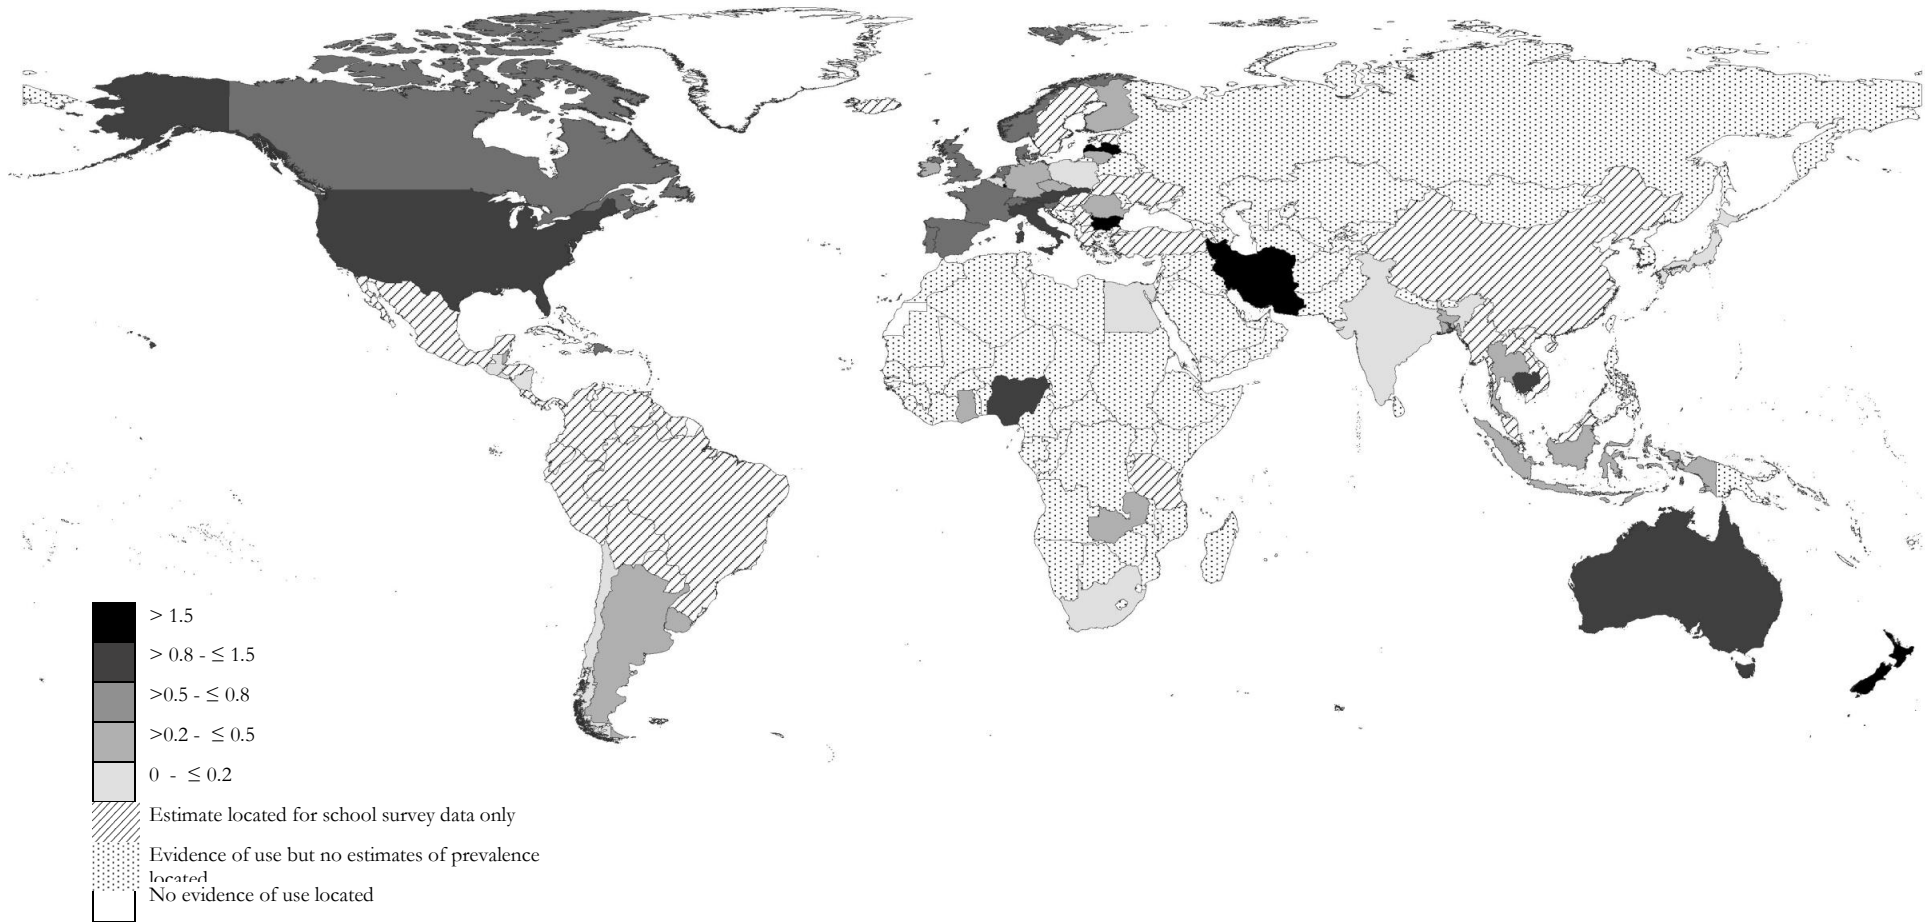 > 1.5
> 0.8 - ≤ 1.5
>0.5 - ≤ 0.8
>0.2 -  ≤ 0.5
0  -  ≤ 0.2
Estimate located for school survey data only
Evidence of use but no estimates of prevalence
located
No evidence of use located